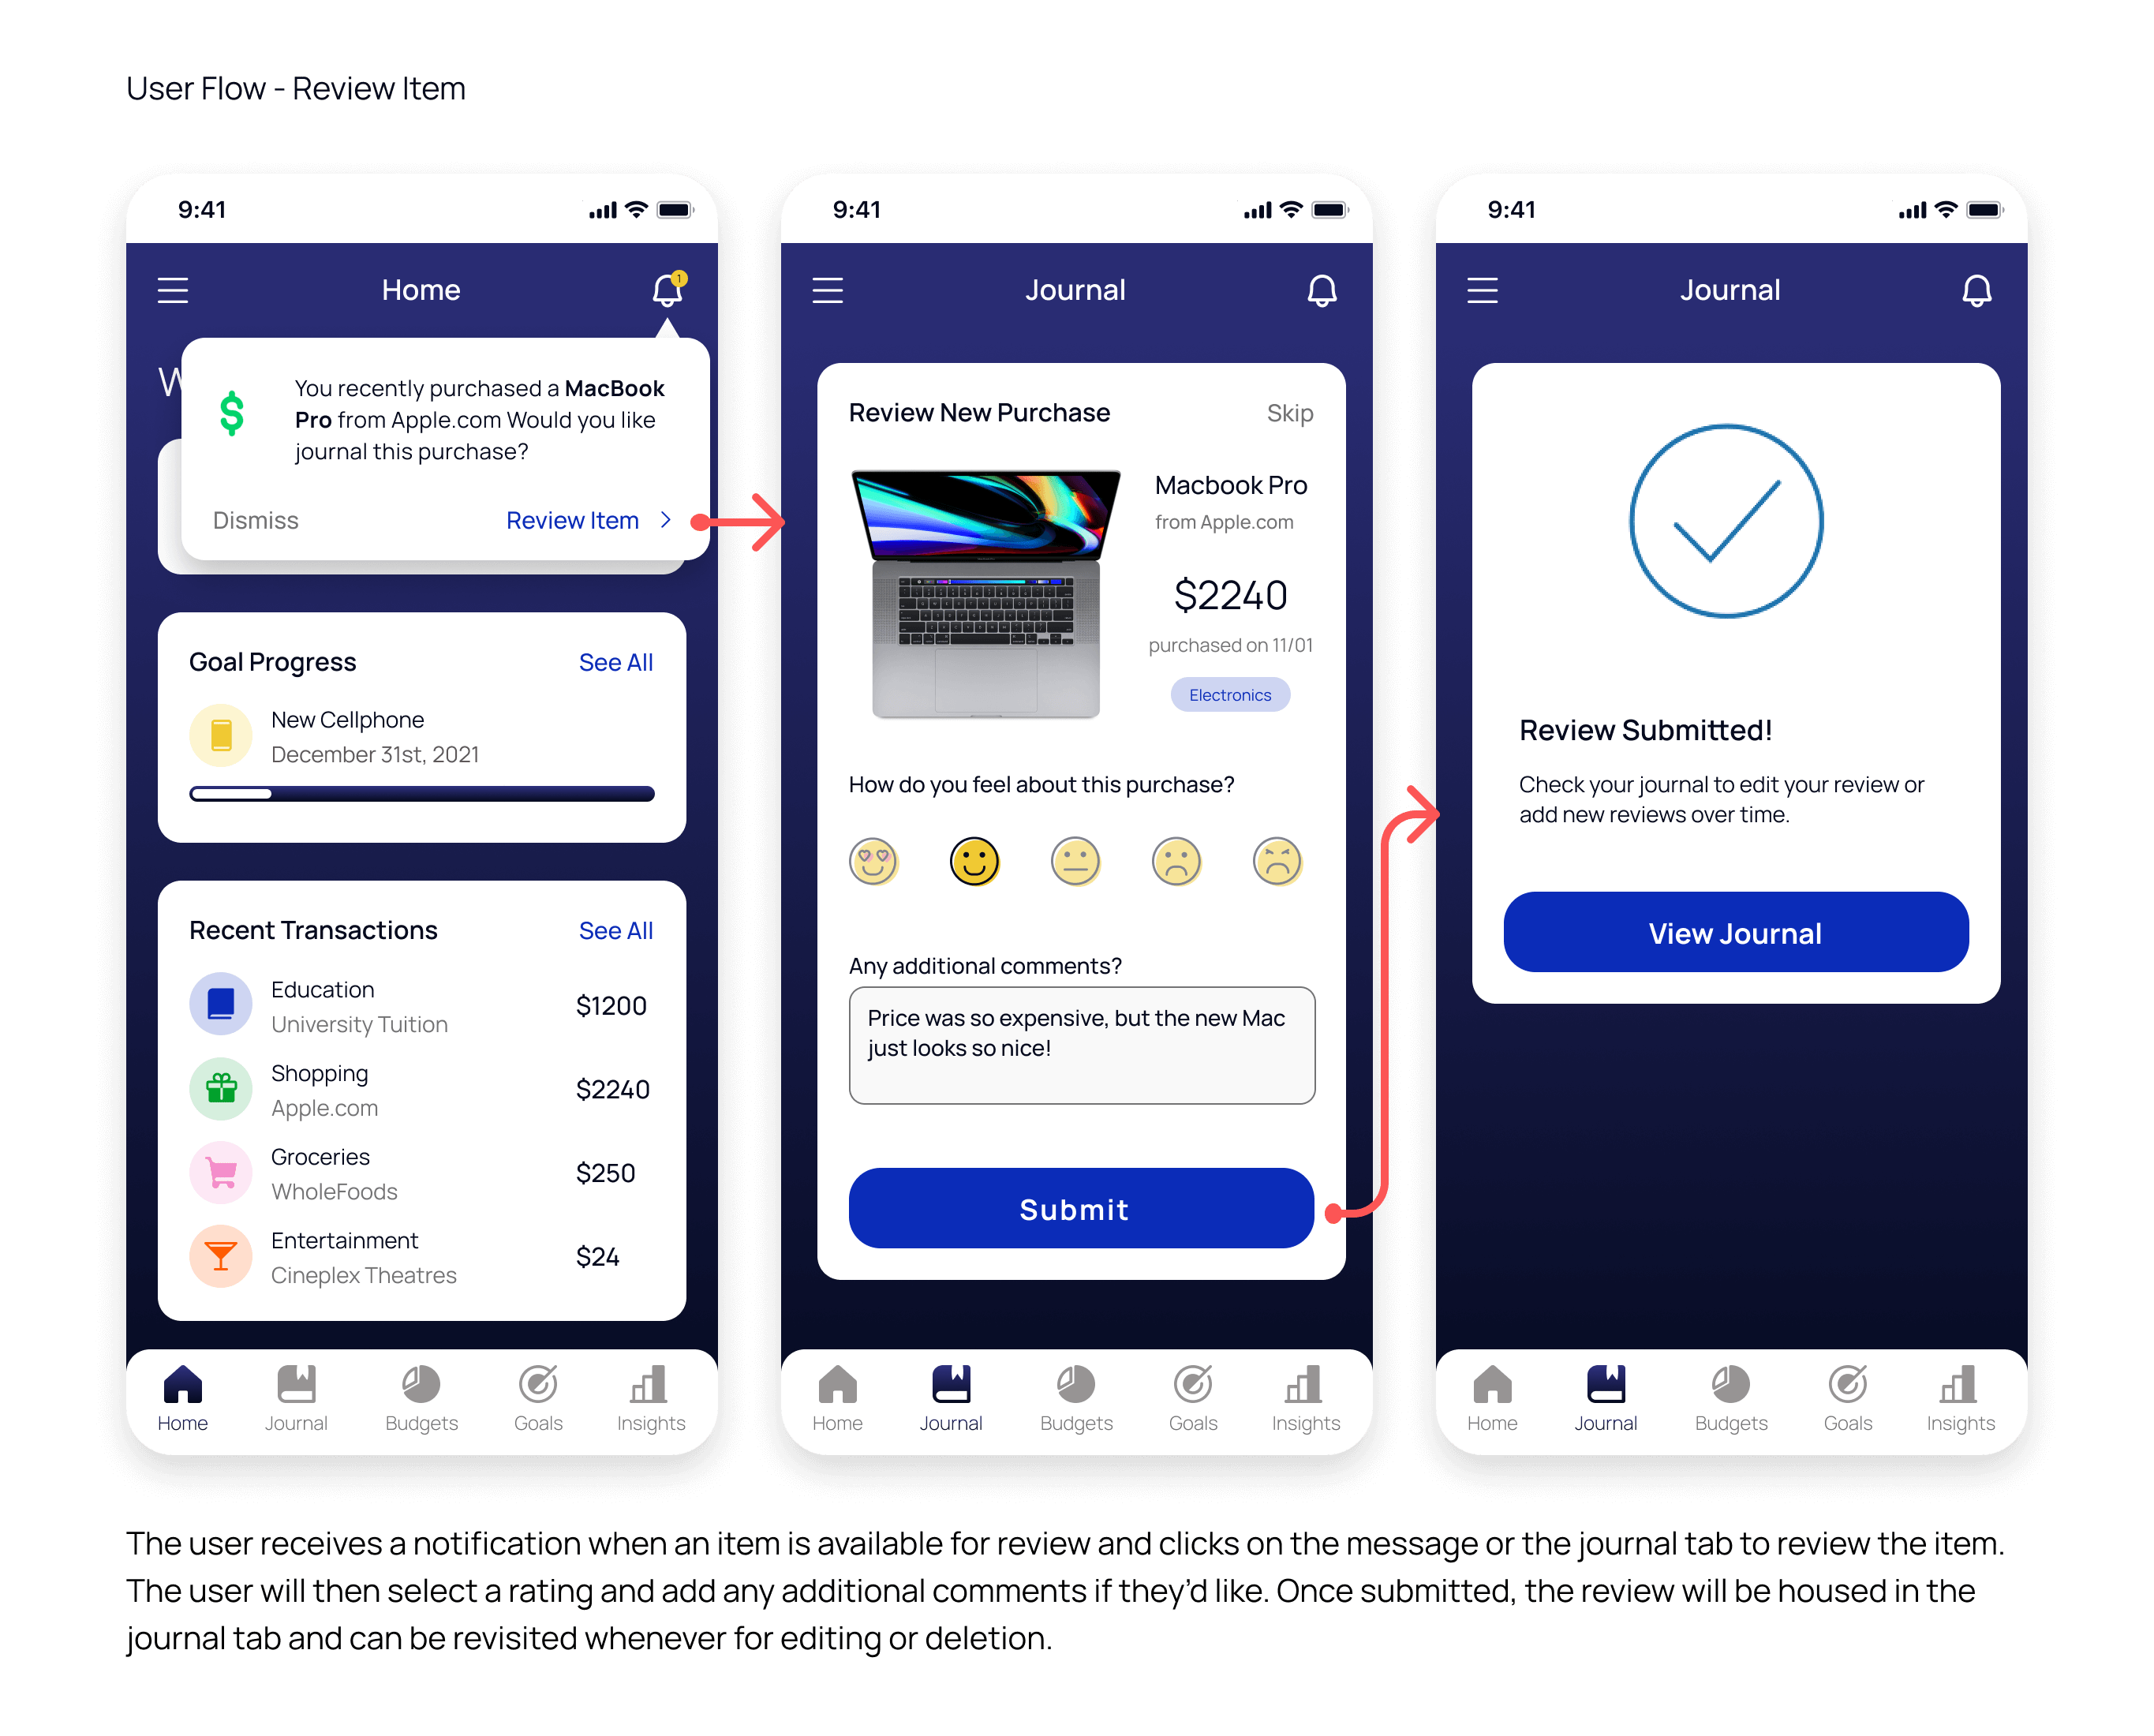 User Flow - Review Item
9:41
Home
1
W
You recently purchased a MacBook
Pro from Apple.com Would you like
journal this purchase?
Dismiss
Review Item
Goal Progress
See All
New Cellphone
December 31st, 2021
Recent Transactions
See All
Education
University Tuition
$1200
Shopping
Apple.com
$2240
Groceries
WholeFoods
$250
Entertainment
Cineplex Theatres
$24
Home
Journal
Budgets
Goals
Insights
9:41
Journal
Review New Purchase
Skip
Macbook Pro
from Apple.com
$2240
purchased on 11/01
Electronics
How do you feel about this purchase?
Any additional comments?
Price was so expensive, but the new Mac
just looks so nice!
Submit
Home
Journal
Budgets
Goals
Insights
9:41
Journal
Review Submitted!
Check your journal to edit your review or
add new reviews over time.
View Journal
Home
Journal
Budgets
Goals
Insights
The user receives a notification when an item is available for review and clicks on the message or the journal tab to review the item.
The user will then select a rating and add any additional comments if they’d like. Once submitted, the review will be housed in the
journal tab and can be revisited whenever for editing or deletion.